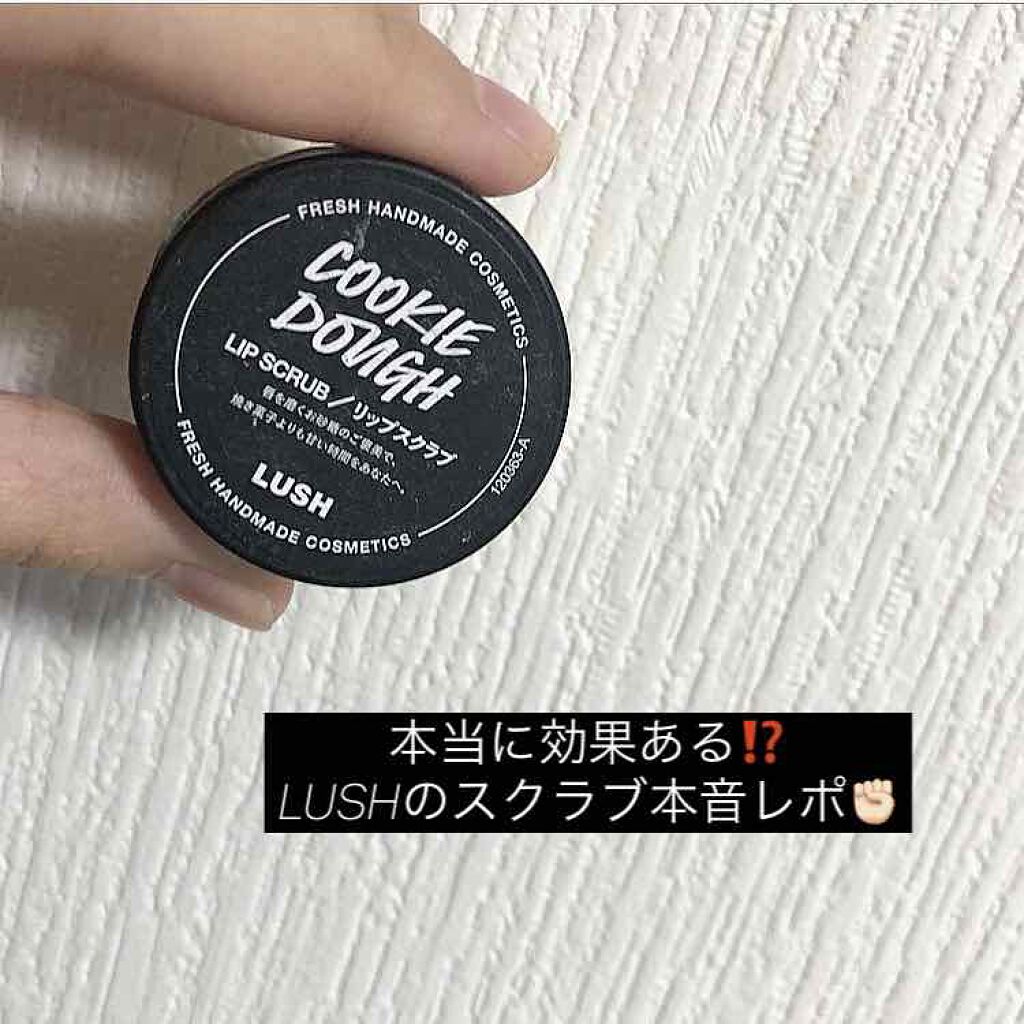 FRESH HANDMADE COSMETICS
COOKIE
DOUGH
LIP SCRUB／リップスクラブ
唇を磨くお砂糖のご褒美で、
焼き菓子よりも甘い時間をあなたへ。
LUSH
120363-A
FRESH HANDMADE COSMETICS
本当に効果ある⁉️
LUSHのスクラブ本音レポ✊🏻